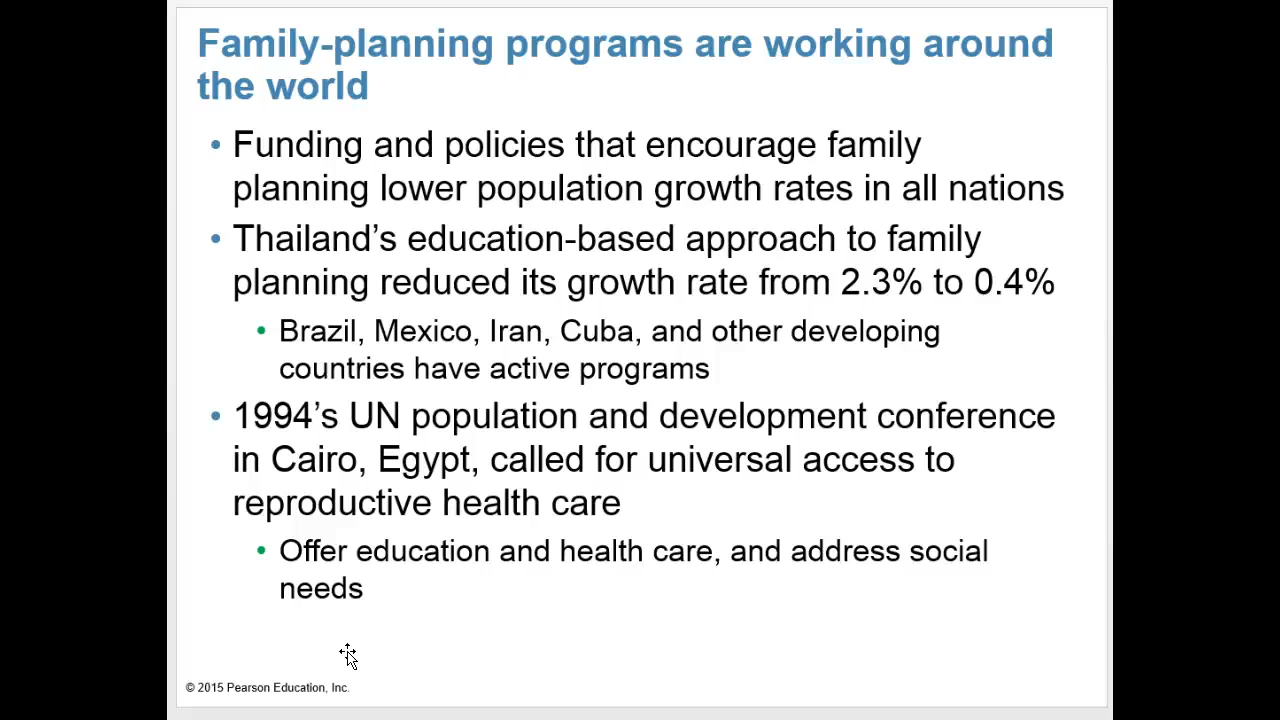 Family-planning programs are working around
the world
• Funding and policies that encourage family
planning lower population growth rates in all nations
• Thailand’s education-based approach to family
planning reduced its growth rate from 2.3% to 0.4%
• Brazil, Mexico, Iran, Cuba, and other developing
countries have active programs
• 1994’s UN population and development conference
in Cairo, Egypt, called for universal access to
reproductive health care
• Offer education and health care, and address social
needs
© 2015 Pearson Education, Inc.